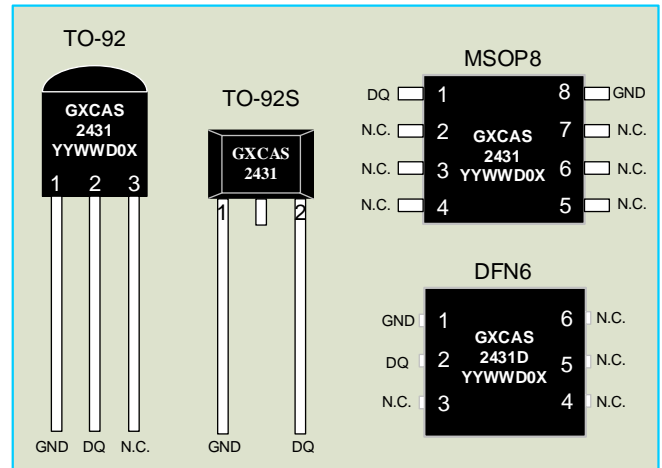 TO-92
GXCAS
2431
YYWWD0X
1 2 3
GND DQ N.C.
TO-92S
GXCAS
2431
1 2
GND DQ
MSOP8
DQ 1 8 GND
N.C. 2 7 N.C.
N.C. 3 6 N.C.
N.C. 4 5 N.C.
GXCAS
2431
YYWWD0X
DFN6
GND 1 6 N.C.
DQ 2 5 N.C.
N.C. 3 4 N.C.
GXCAS
2431D
YYWWD0X